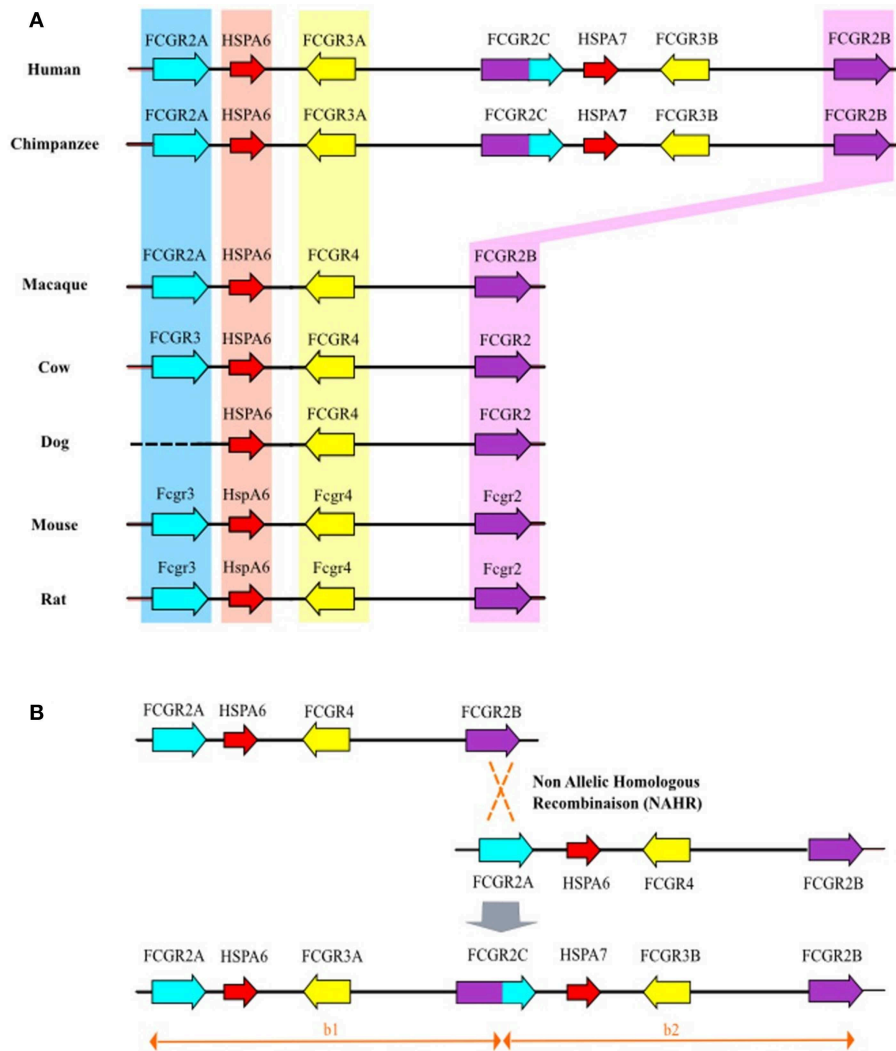 A
FCGR2A HSPA6 FCGR3A FCGR2C HSPA7 FCGR3B FCGR2B
Human
FCGR2A HSPA6 FCGR3A FCGR2C HSPA7 FCGR3B FCGR2B
Chimpanzee
FCGR2A HSPA6 FCGR4 FCGR2B
Macaque
FCGR3 HSPA6 FCGR4 FCGR2
Cow
HSPA6 FCGR4 FCGR2
Dog
Fcgr3 HspA6 Fcgr4 Fcgr2
Mouse
Fcgr3 HspA6 Fcgr4 Fcgr2
Rat
B
FCGR2A HSPA6 FCGR4 FCGR2B
Non Allelic Homologous
Recombinaison (NAHR)
FCGR2A HSPA6 FCGR4 FCGR2B
FCGR2A HSPA6 FCGR3A FCGR2C HSPA7 FCGR3B FCGR2B
b1 b2